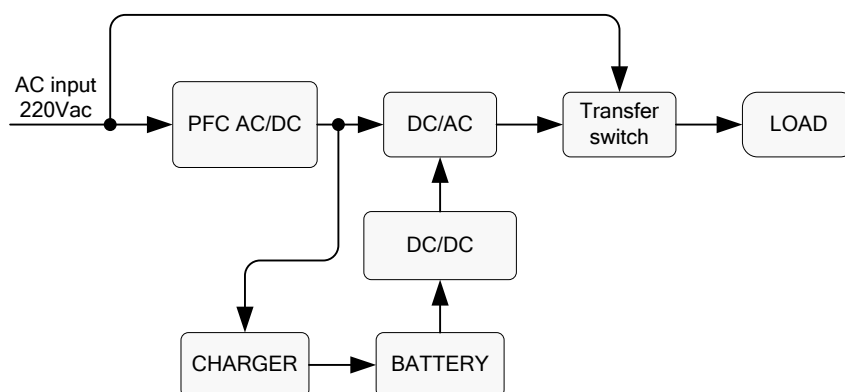 AC input
220Vac
PFC AC/DC
DC/AC
Transfer
switch
LOAD
DC/DC
CHARGER
BATTERY